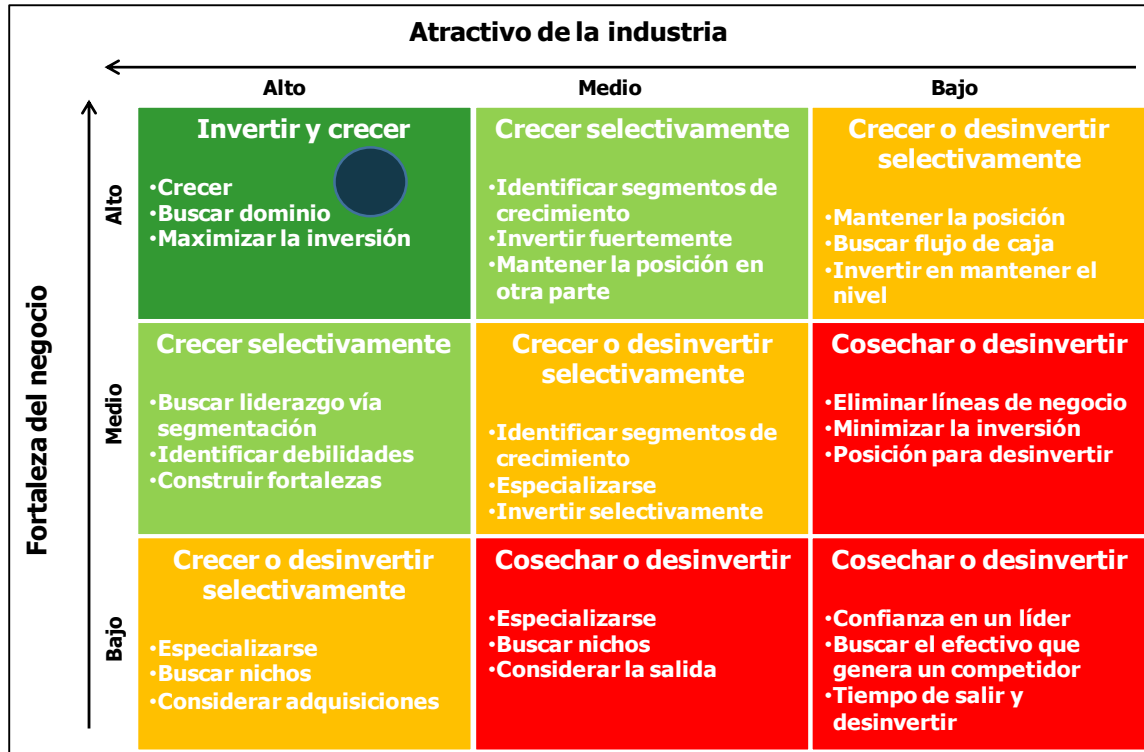 Atractivo de la industria
Alto
Medio
Bajo
Fortaleza del negocio
Alto
Invertir y crecer
•Crecer
•Buscar dominio
•Maximizar la inversión
Crecer selectivamente
•Identificar segmentos de
crecimiento
•Invertir fuertemente
•Mantener la posición en
otra parte
Crecer o desinvertir
selectivamente
•Mantener la posición
•Buscar flujo de caja
•Invertir en mantener el
nivel
Medio
Crecer selectivamente
•Buscar liderazgo vía
segmentación
•Identificar debilidades
•Construir fortalezas
Crecer o desinvertir
selectivamente
•Identificar segmentos de
crecimiento
•Especializarse
•Invertir selectivamente
Cosechar o desinvertir
•Eliminar líneas de negocio
•Minimizar la inversión
•Posición para desinvertir
Bajo
Crecer o desinvertir
selectivamente
•Especializarse
•Buscar nichos
•Considerar adquisiciones
Cosechar o desinvertir
•Especializarse
•Buscar nichos
•Considerar la salida
Cosechar o desinvertir
•Confianza en un líder
•Buscar el efectivo que
genera un competidor
•Tiempo de salir y
desinvertir